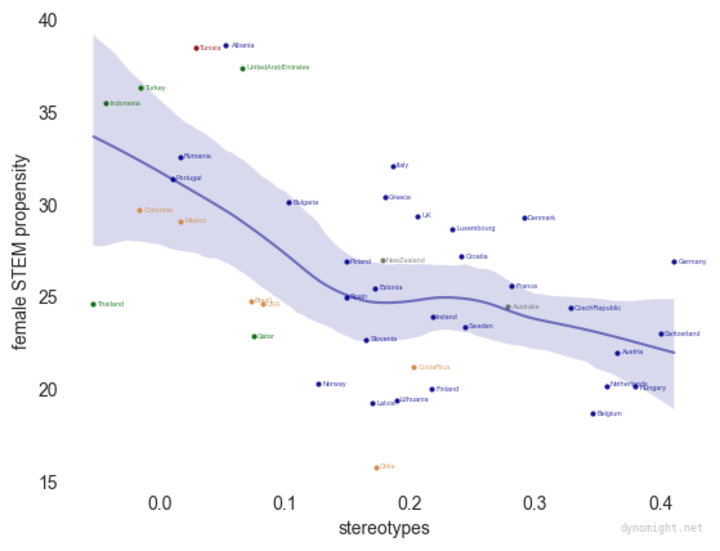 40
Tunisia Albania
UnitedArabEmirates
Turkey
35
Indonesia
Romania
Italy
Portugal
Greece
30
Bulgaria
Colombia
UK
Denmark
Mexico
Luxembourg
Croatia
Poland
NewZealand
Germany
Estonia
France
25
Spain
Thailand
Brazil
USA
Australia
CzechRepublic
Ireland
Sweden
Switzerland
Qatar
Slovenia
Austria
CostaRica
20
Norway
Finland
Netherlands
Hungary
Latvia
Lithuania
Belgium
Chile
15
female STEM propensity
0.0 0.1 0.2 0.3 0.4
stereotypes
dynomight.net